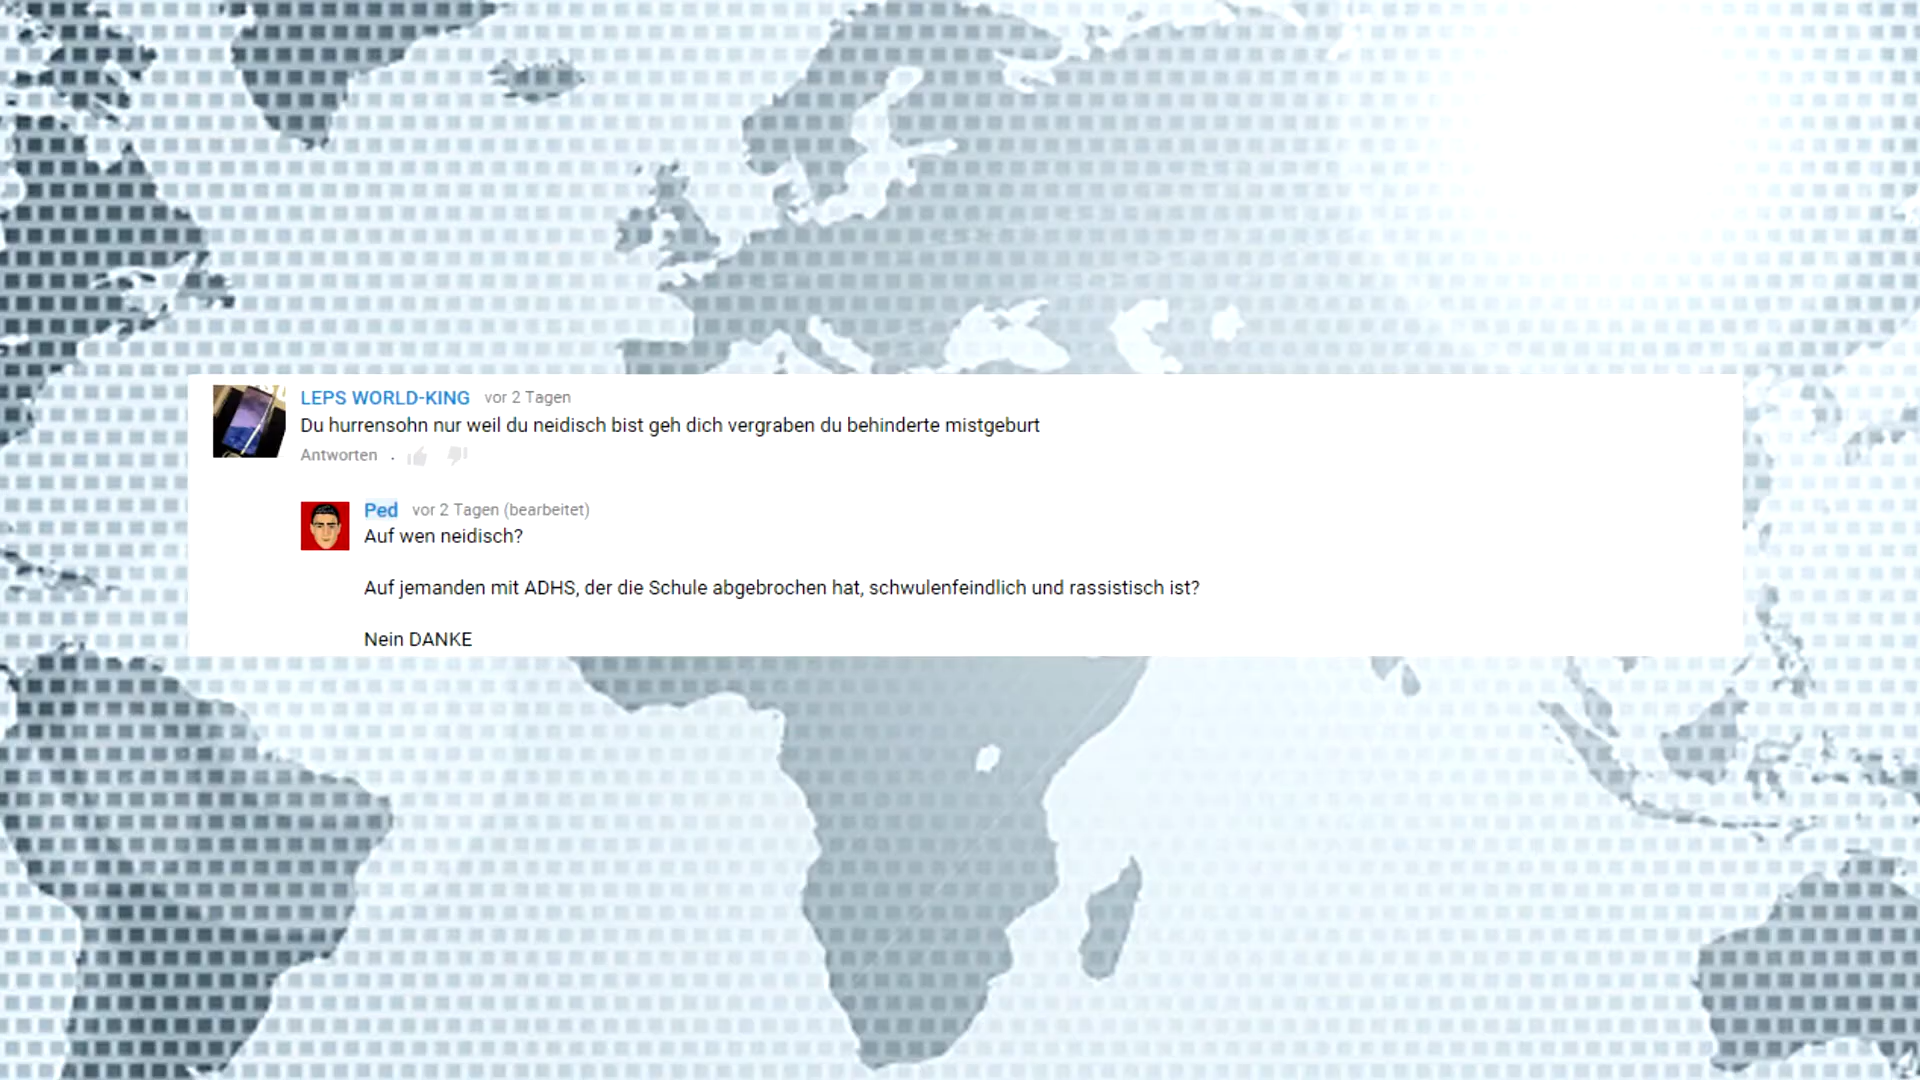 LEPS WORLD-KING vor 2 Tagen
Du hurrensohn nur weil du neidisch bist geh dich vergraben du behinderte mistgeburt
Antworten .
Ped vor 2 Tagen (bearbeitet)
Auf wen neidisch?
Auf jemanden mit ADHS, der die Schule abgebrochen hat, schwulenfeindlich und rassistisch ist?
Nein DANKE